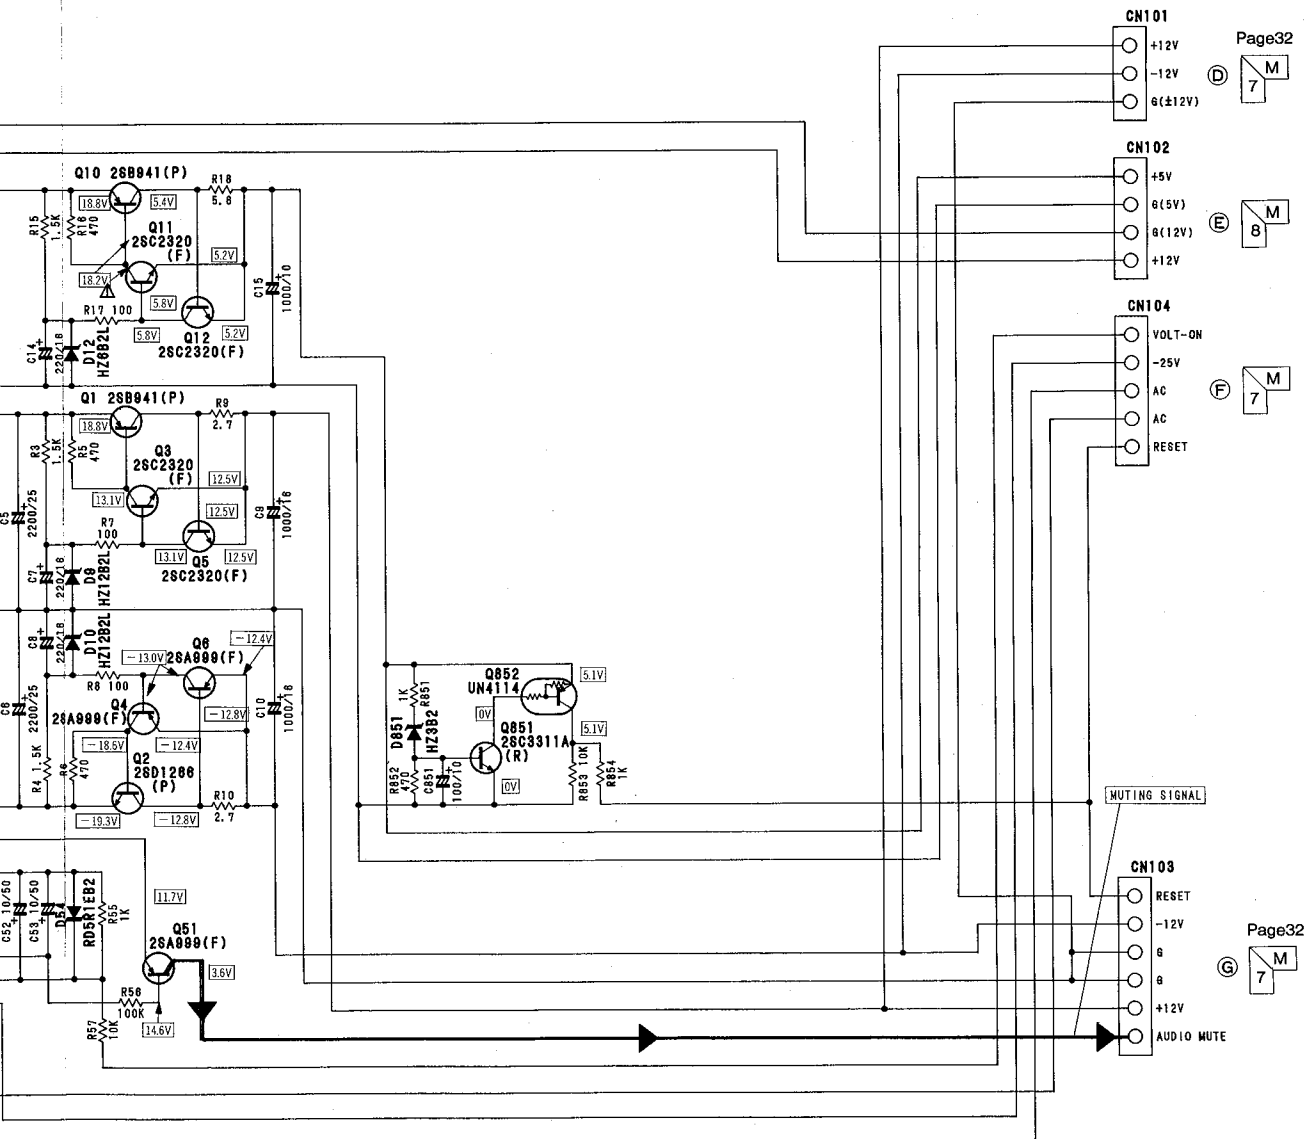 CN101
+12V
-12V
G(±12V)
D
Page32
M
7
CN102
+5V
G(5V)
G(12V)
+12V
E
M
8
CN104
VOLT-ON
-25V
AC
AC
RESET
F
M
7
Q10 2SB941(P)
18.8V
5.4V
R18
5.6
R15
1.5K
R16
470
Q11
2SC2320
(F)
18.2V
5.2V
5.8V
C15
1000/10
R17 100
5.8V
5.2V
Q12
2SC2320(F)
C14
220/16
D12
HZ6B2L
Q1 2SB941(P)
18.8V
R9
2.7
R3
1.5K
R5
470
Q3
2SC2320
(F)
12.5V
13.1V
12.5V
C5
2200/25
C9
1000/16
R7
100
13.1V
12.5V
Q5
2SC2320(F)
C7
220/16
D9
HZ12B2L
C8
220/16
D10
HZ12B2L
-12.4V
Q6
2SA999(F)
-13.0V
R8 100
Q4
2SA999(F)
-12.8V
C10
1000/16
C6
2200/25
-18.6V
-12.4V
R4 1.5K
R6
470
Q2
2SD1266
(P)
R10
2.7
-19.3V
-12.8V
Q852
UN4114
5.1V
1K
R851
0V
5.1V
D851
HZ3B2
Q851
2SC3311A
(R)
R852
470
C851
100/10
0V
R853 10K
R854
1K
MUTING SIGNAL
C52 10/50
C53 10/50
D54
RD5R1EB2
R55
1K
11.7V
Q51
2SA999(F)
3.6V
R56
100K
14.6V
R57
10K
CN103
RESET
-12V
G
G
+12V
AUDIO MUTE
G
Page32
M
7